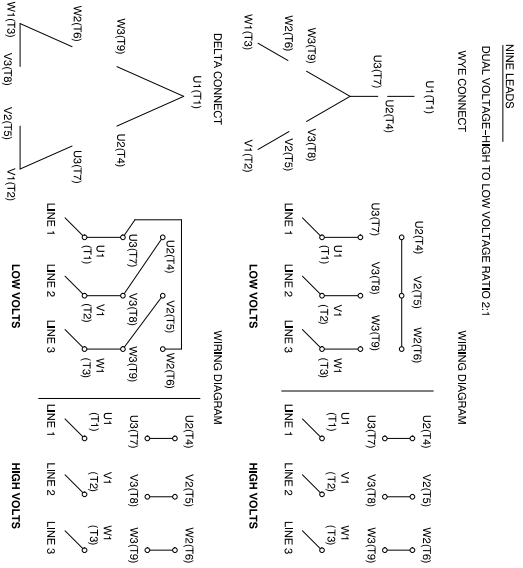 NINE LEADS
DUAL VOLTAGE–HIGH TO LOW VOLTAGE RATIO 2:1
WYE CONNECT
U1(T1)
U2(T4)
U3(T7)
W3(T9)
V3(T8)
W2(T6)
V2(T5)
W1(T3)
V1(T2)
WIRING DIAGRAM
U2(T4) V2(T5) W2(T6)
U3(T7) V3(T8) W3(T9)
U1 V1 W1
(T1) (T2) (T3)
LINE 1 LINE 2 LINE 3
LOW VOLTS
U2(T4) V2(T5) W2(T6)
U3(T7) V3(T8) W3(T9)
U1 V1 W1
(T1) (T2) (T3)
LINE 1 LINE 2 LINE 3
HIGH VOLTS
DELTA CONNECT
U1(T1)
W3(T9) U2(T4)
W2(T6) U3(T7)
W1(T3) V3(T8) V2(T5) V1(T2)
WIRING DIAGRAM
U2(T4) V2(T5) W2(T6)
U3(T7) V3(T8) W3(T9)
U1 V1 W1
(T1) (T2) (T3)
LINE 1 LINE 2 LINE 3
LOW VOLTS
U2(T4) V2(T5) W2(T6)
U3(T7) V3(T8) W3(T9)
U1 V1 W1
(T1) (T2) (T3)
LINE 1 LINE 2 LINE 3
HIGH VOLTS